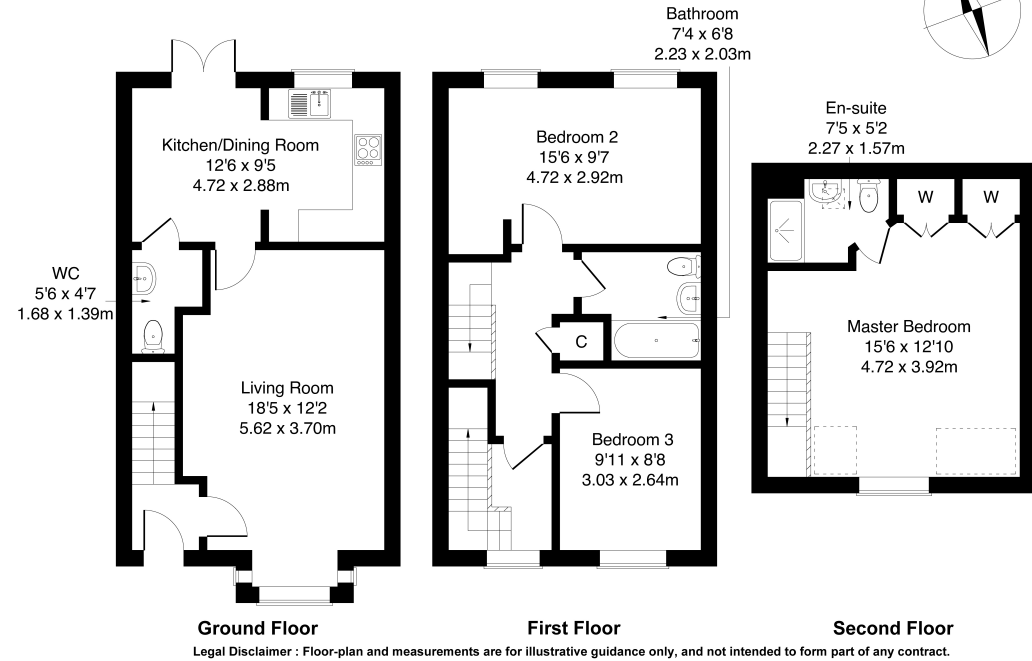 Bathroom
7'4 x 6'8
2.23 x 2.03m
Kitchen/Dining Room
12'6 x 9'5
4.72 x 2.88m
WC
5'6 x 4'7
1.68 x 1.39m
Living Room
18'5 x 12'2
5.62 x 3.70m
Bedroom 2
15'6 x 9'7
4.72 x 2.92m
C
Bedroom 3
9'11 x 8'8
3.03 x 2.64m
En-suite
7'5 x 5'2
2.27 x 1.57m
W
W
Master Bedroom
15'6 x 12'10
4.72 x 3.92m
Ground Floor
First Floor
Second Floor
Legal Disclaimer : Floor-plan and measurements are for illustrative guidance only, and not intended to form part of any contract.